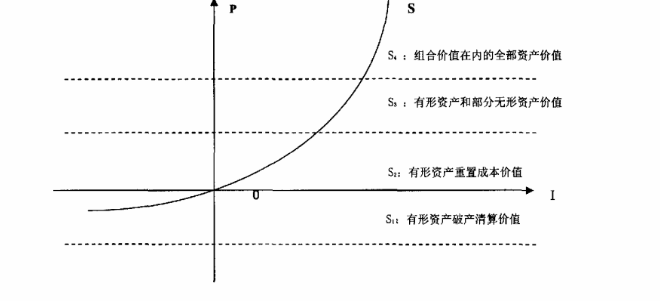 P
S
S₄：组合价值在内的全部资产价值
S₃：有形资产和部分无形资产价值
S₂：有形资产重置成本价值
0
I
S₁：有形资产破产清算价值